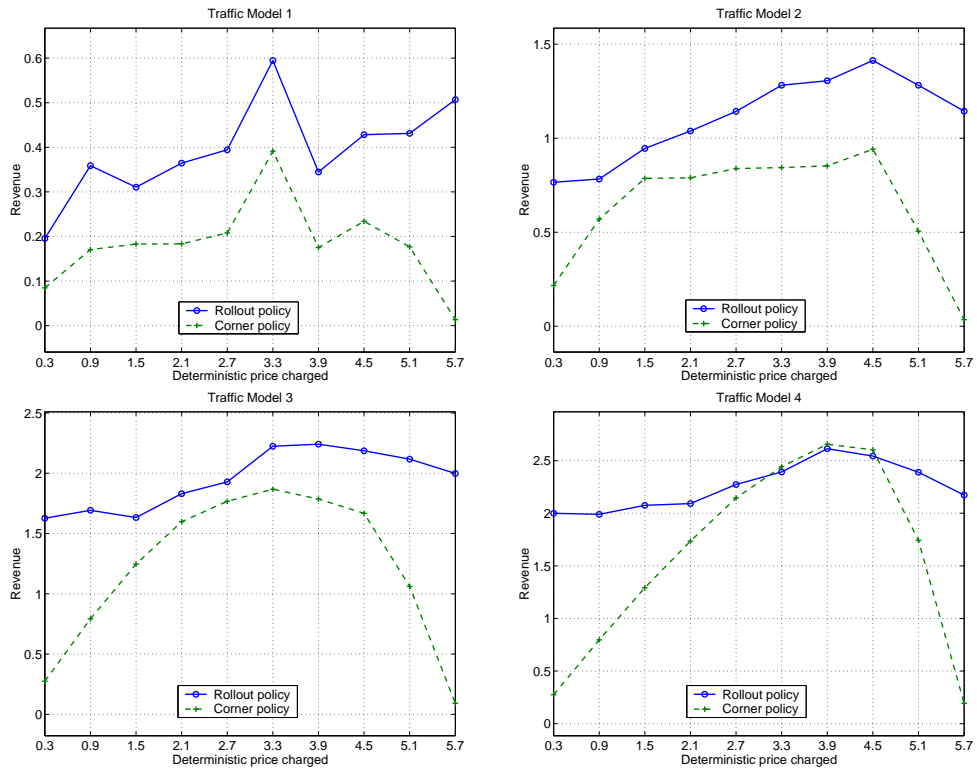 Traffic Model 1
0.6
0.5
0.4
0.3
0.2
0.1
0
Revenue
Rollout policy
Corner policy
0.3 0.9 1.5 2.1 2.7 3.3 3.9 4.5 5.1 5.7
Deterministic price charged
Traffic Model 2
1.5
1
0.5
0
Revenue
Rollout policy
Corner policy
0.3 0.9 1.5 2.1 2.7 3.3 3.9 4.5 5.1 5.7
Deterministic price charged
Traffic Model 3
2.5
2
1.5
1
0.5
0
Revenue
Rollout policy
Corner policy
0.3 0.9 1.5 2.1 2.7 3.3 3.9 4.5 5.1 5.7
Deterministic price charged
Traffic Model 4
2.5
2
1.5
1
0.5
0
Revenue
Rollout policy
Corner policy
0.3 0.9 1.5 2.1 2.7 3.3 3.9 4.5 5.1 5.7
Deterministic price charged